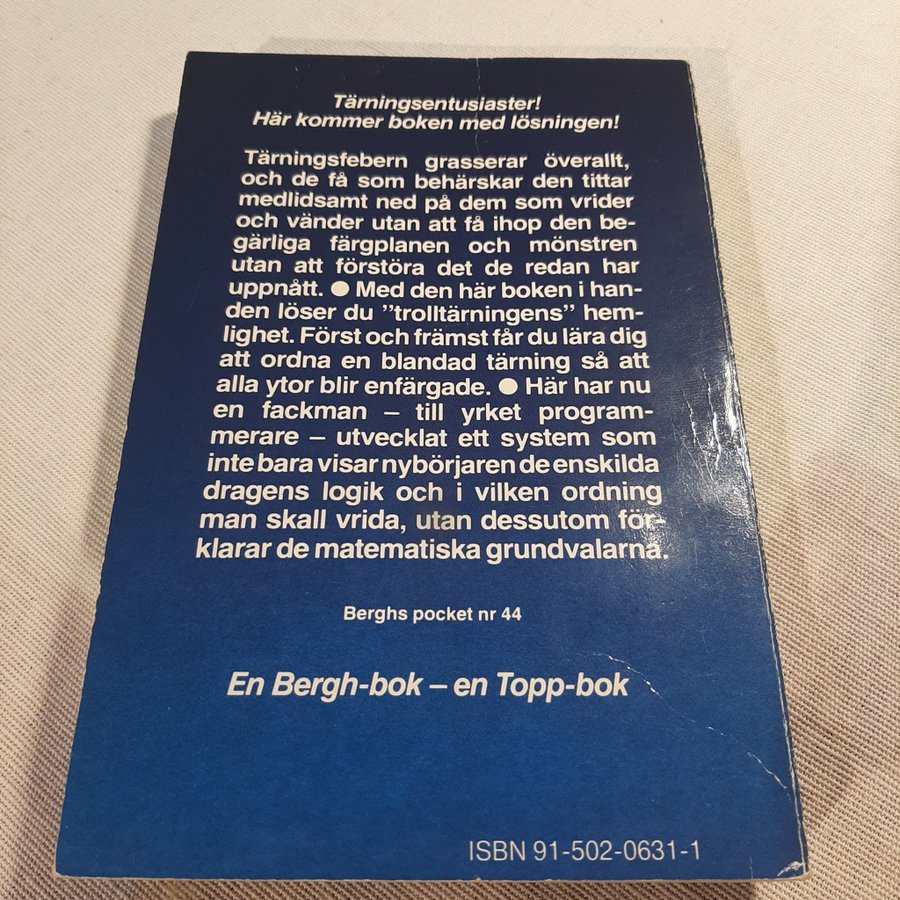 Tärningsentusiaster!
Här kommer boken med lösningen!
Tärningsfebern grasserar överallt,
och de få som behärskar den tittar
medlidsamt ned på dem som vrider
och vänder utan att få ihop den be-
gärliga färgplanen och mönstren
utan att förstöra det de redan har
uppnått. ● Med den här boken i han-
den löser du "trolltärningens" hem-
lighet. Först och främst får du lära dig
att ordna en blandad tärning så att
alla ytor blir enfärgade. ● Här har nu
en fackman – till yrket program-
merare – utvecklat ett system som
inte bara visar nybörjaren de enskilda
dragens logik och i vilken ordning
man skall vrida, utan dessutom för-
klarar de matematiska grundvalarna.
Berghs pocket nr 44
En Bergh-bok – en Topp-bok
ISBN 91-502-0631-1